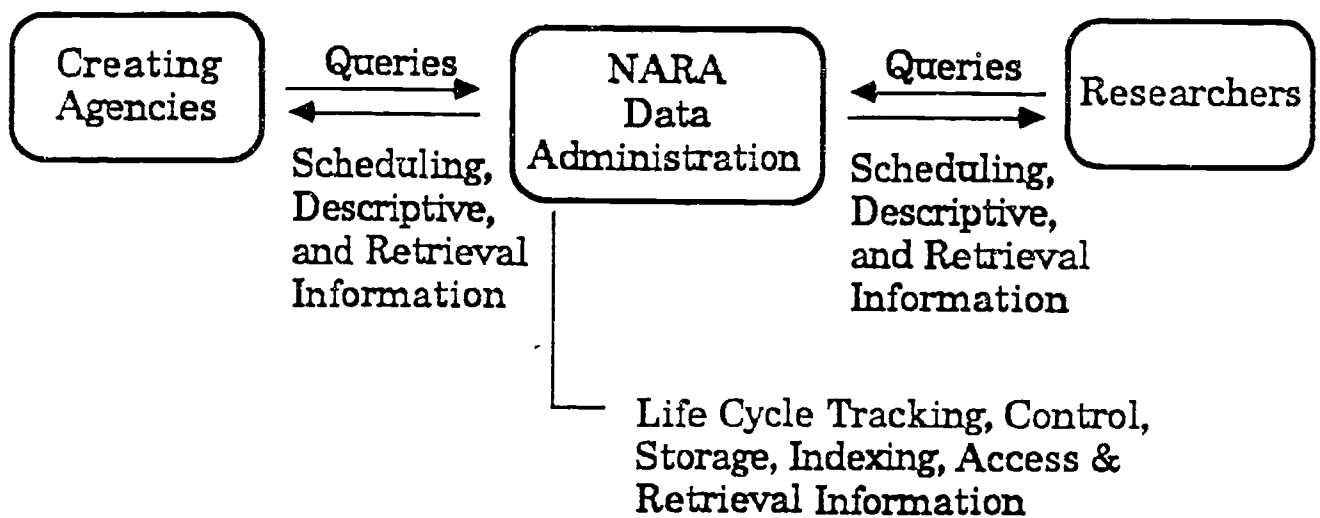 Creating
Agencies
Queries
Scheduling,
Descriptive,
and Retrieval
Information
NARA
Data
Administration
Queries
Scheduling,
Descriptive,
and Retrieval
Information
Researchers
Life Cycle Tracking, Control,
Storage, Indexing, Access &
Retrieval Information